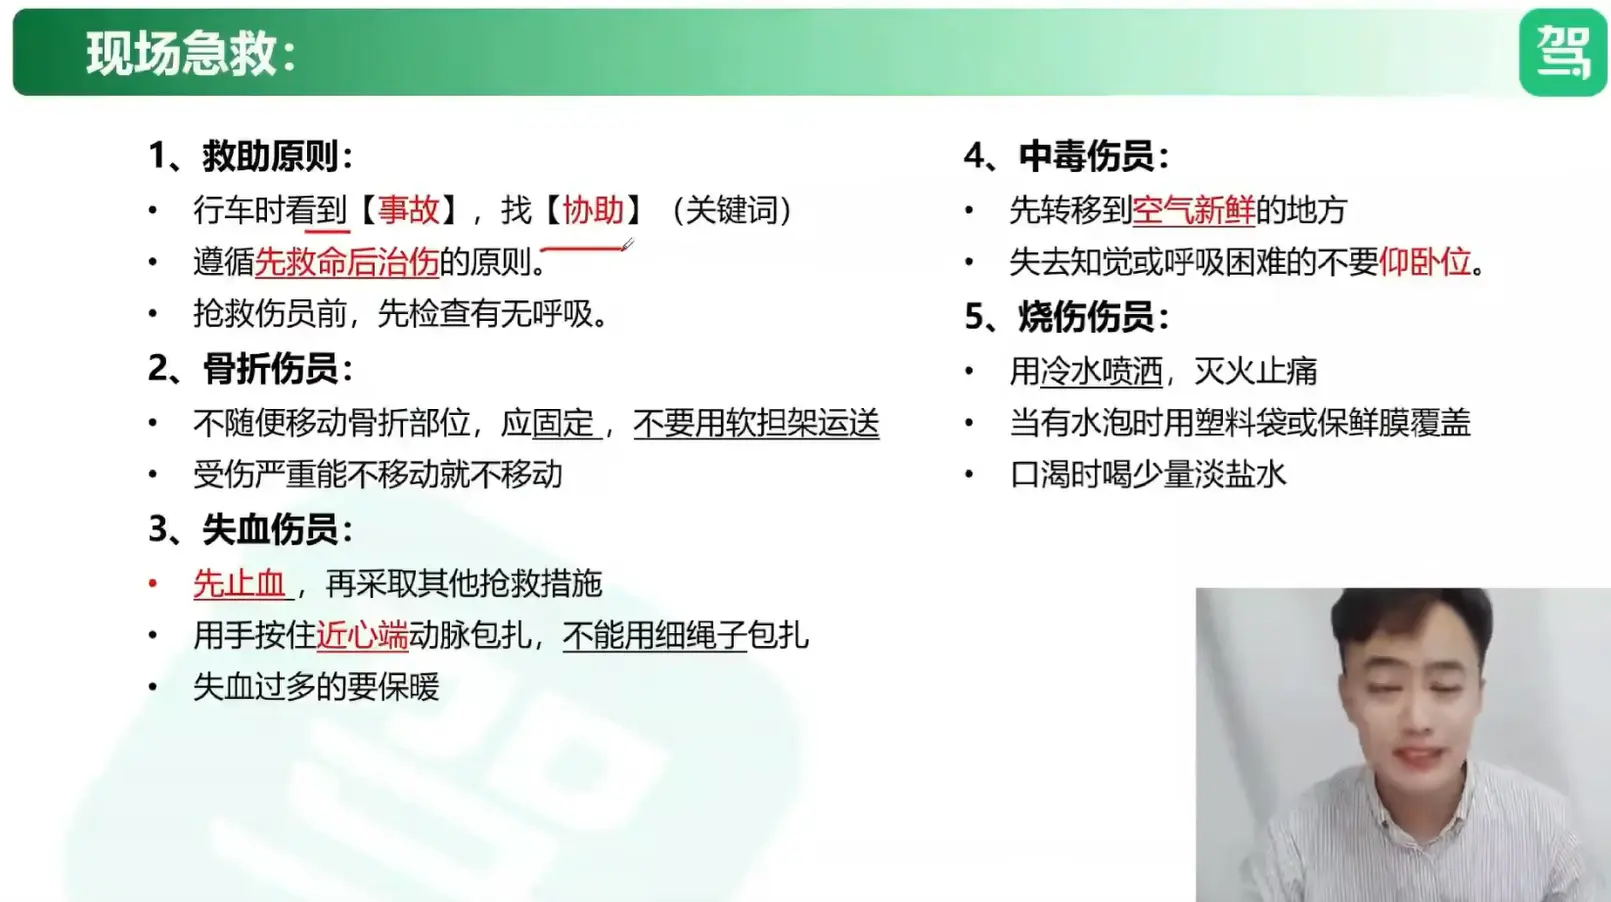 现场急救：
驾
1、救助原则：
• 行车时看到【事故】，找【协助】（关键词）
• 遵循先救命后治伤的原则。
• 抢救伤员前，先检查有无呼吸。
2、骨折伤员：
• 不随便移动骨折部位，应固定，不要用软担架运送
• 受伤严重能不移动就不移动
3、失血伤员：
• 先止血，再采取其他抢救措施
• 用手按住近心端动脉包扎，不能用细绳子包扎
• 失血过多的要保暖
4、中毒伤员：
• 先转移到空气新鲜的地方
• 失去知觉或呼吸困难的不要仰卧位。
5、烧伤伤员：
• 用冷水喷洒，灭火止痛
• 当有水泡时用塑料袋或保鲜膜覆盖
• 口渴时喝少量淡盐水